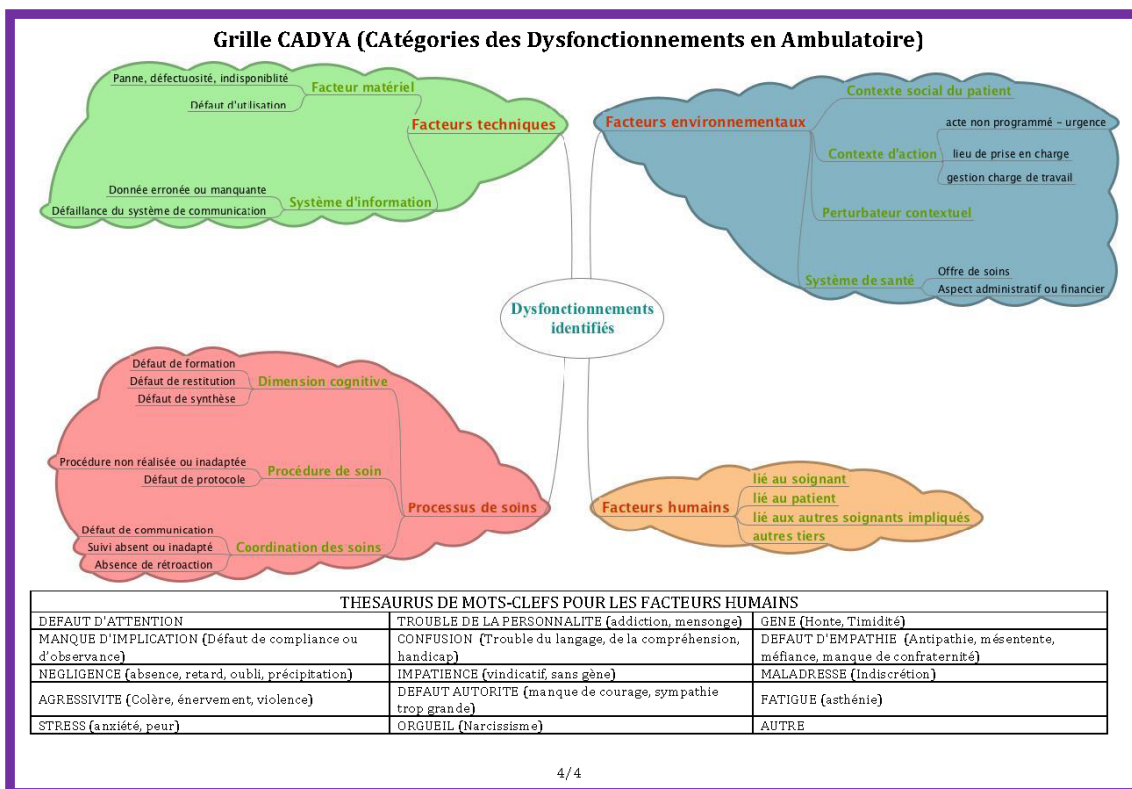 Grille CADYA (CAtégories des Dysfonctionnements en Ambulatoire)
Panne, défectuosité, indisponiblité
Facteur matériel
Défaut d'utilisation
Facteurs techniques
Donnée erronée ou manquante
Système d'information
Défaillance du système de communication
Contexte social du patient
Facteurs environnementaux
acte non programmé – urgence
Contexte d'action
lieu de prise en charge
gestion charge de travail
Perturbateur contextuel
Système de santé
Offre de soins
Aspect administratif ou financier
Dysfonctionnements
identifiés
Défaut de formation
Défaut de restitution
Dimension cognitive
Défaut de synthèse
Procédure non réalisée ou inadaptée
Procédure de soin
Défaut de protocole
Processus de soins
Défaut de communication
Suivi absent ou inadapté
Coordination des soins
Absence de rétroaction
lié au soignant
lié au patient
Facteurs humains
lié aux autres soignants impliqués
autres tiers
THESAURUS DE MOTS-CLEFS POUR LES FACTEURS HUMAINS
DEFAUT D'ATTENTION
TROUBLE DE LA PERSONNALITE (addiction, mensonge)
GENE (Honte, Timidité)
MANQUE D'IMPLICATION (Défaut de compliance ou
d'observance)
CONFUSION (Trouble du langage, de la compréhension,
handicap)
DEFAUT D'EMPATHIE (Antipathie, mésentente,
méfiance, manque de confraternité)
NEGLIGENCE (absence, retard, oubli, précipitation)
IMPATIENCE (vindicatif, sans gène)
MALADRESSE (Indiscrétion)
AGRESSIVITE (Colère, énervement, violence)
DEFAUT AUTORITE (manque de courage, sympathie
trop grande)
FATIGUE (asthénie)
STRESS (anxiété, peur)
ORGUEIL (Narcissisme)
AUTRE
4/4